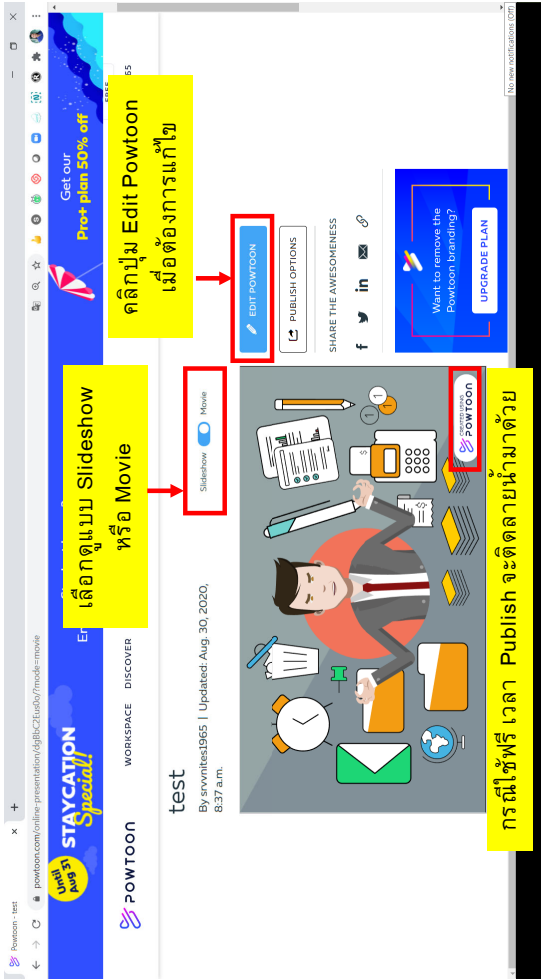 Powtoon - test
powtoon.com/online-presentation/dgBbC2Eus0o/?mode=movie
Until
Aug 31
STAYCATION
Special!
Get our
Pro+ plan 50% off
POWTOON
WORKSPACE
DISCOVER
เลือกดูแบบ Slideshow
หรือ Movie
คลิกปุ่ม Edit Powtoon
เมื่อต้องการแก้ไข
test
By srvvnites1965 | Updated: Aug. 30, 2020,
8:37 a.m.
Slideshow
Movie
EDIT POWTOON
PUBLISH OPTIONS
SHARE THE AWESOMENESS
Want to remove the
Powtoon branding?
UPGRADE PLAN
CREATED USING
POWTOON
กรณีใช้ฟรี เวลา Publish จะติดลายน้ำมาด้วย
No new notifications (Off)